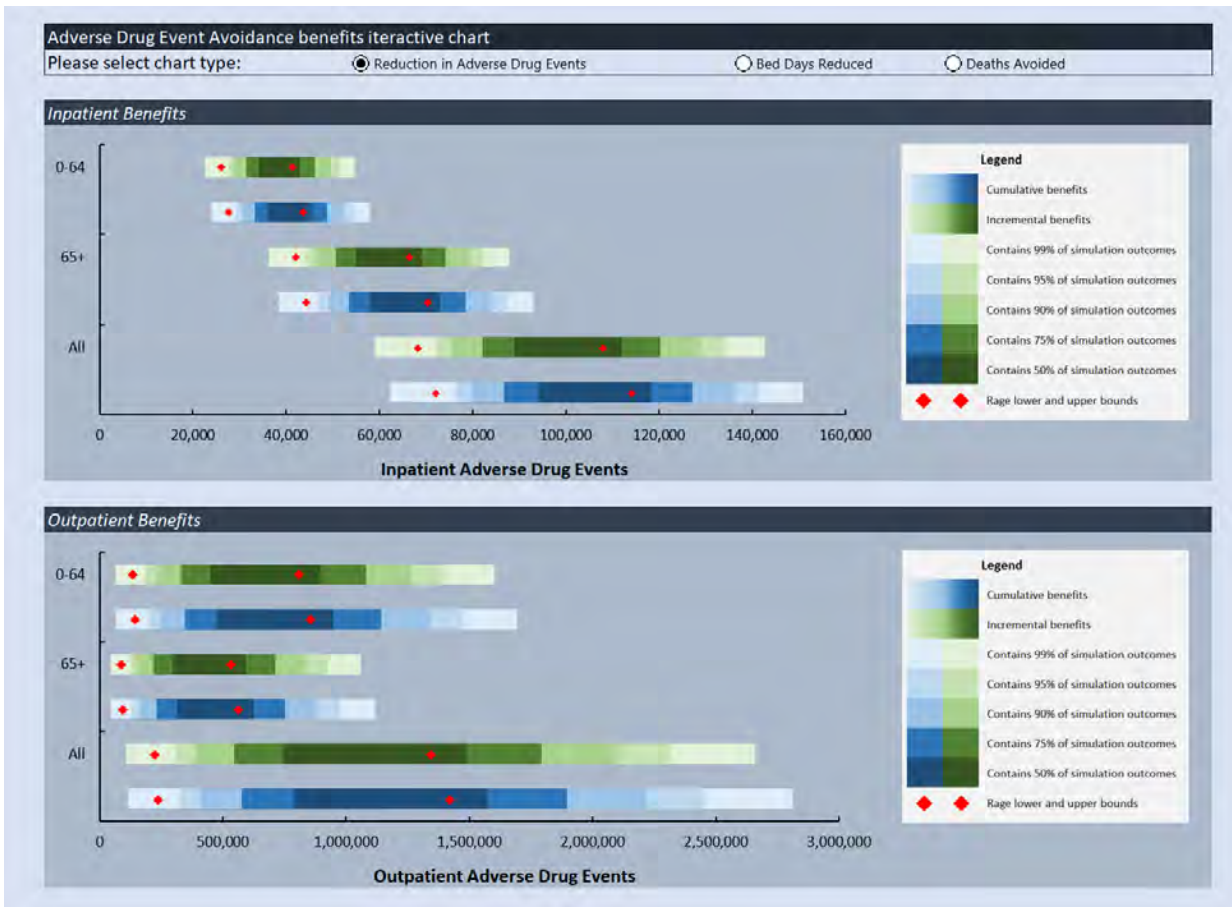 Adverse Drug Event Avoidance benefits iteractive chart
Please select chart type: Reduction in Adverse Drug Events Bed Days Reduced Deaths Avoided
Inpatient Benefits
0-64
65+
All
0 20,000 40,000 60,000 80,000 100,000 120,000 140,000 160,000
Inpatient Adverse Drug Events
Legend
Cumulative benefits
Incremental benefits
Contains 99% of simulation outcomes
Contains 95% of simulation outcomes
Contains 90% of simulation outcomes
Contains 75% of simulation outcomes
Contains 50% of simulation outcomes
Rage lower and upper bounds
Outpatient Benefits
0-64
65+
All
0 500,000 1,000,000 1,500,000 2,000,000 2,500,000 3,000,000
Outpatient Adverse Drug Events
Legend
Cumulative benefits
Incremental benefits
Contains 99% of simulation outcomes
Contains 95% of simulation outcomes
Contains 90% of simulation outcomes
Contains 75% of simulation outcomes
Contains 50% of simulation outcomes
Rage lower and upper bounds